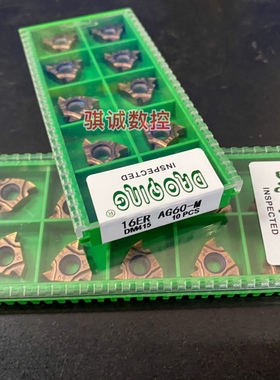 骐诚数控
DAOQING
®
INSPECTED
16ER AG60-M
DM415
10 PCS
INSPECTED